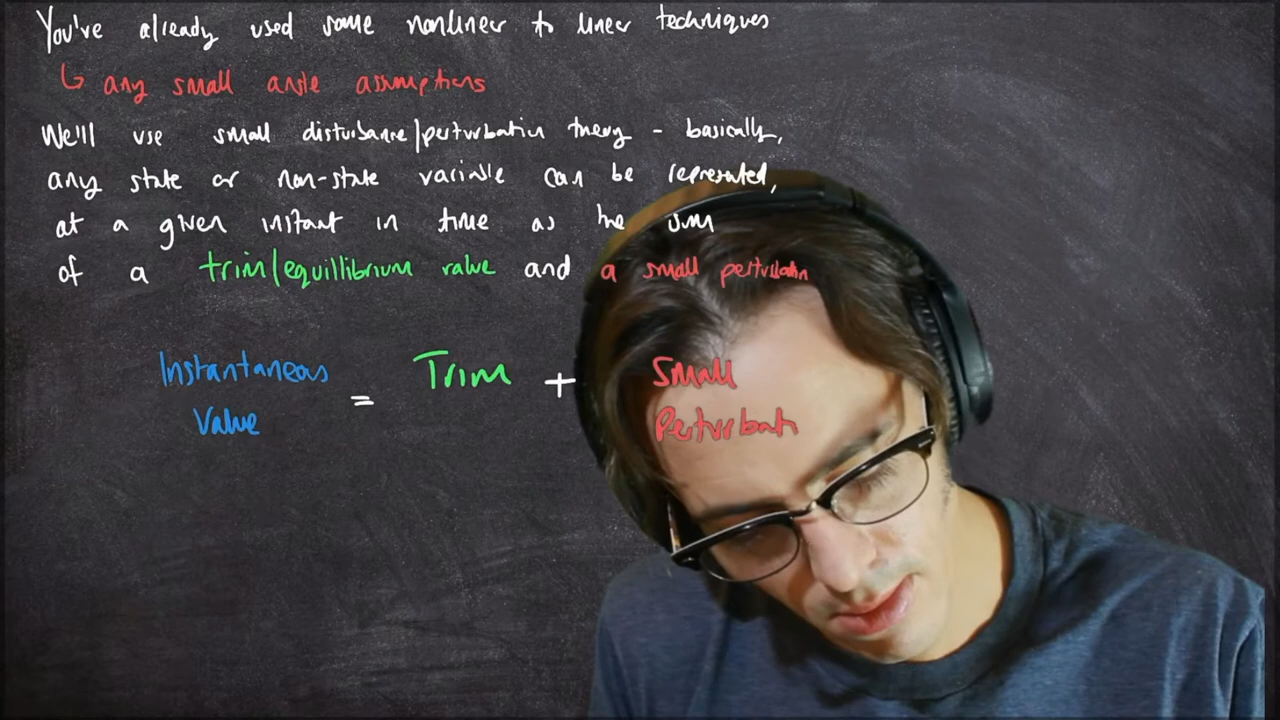 You've already used some nonlinear to linear techniques
↳ any small angle assumptions
We'll use small disturbance/perturbation theory - basically,
any state or non-state variable can be represented,
at a given instant in time as the sum
of a trim/equillibrium value and a small perturbation
Instantaneous Value = Trim + Small Perturbation